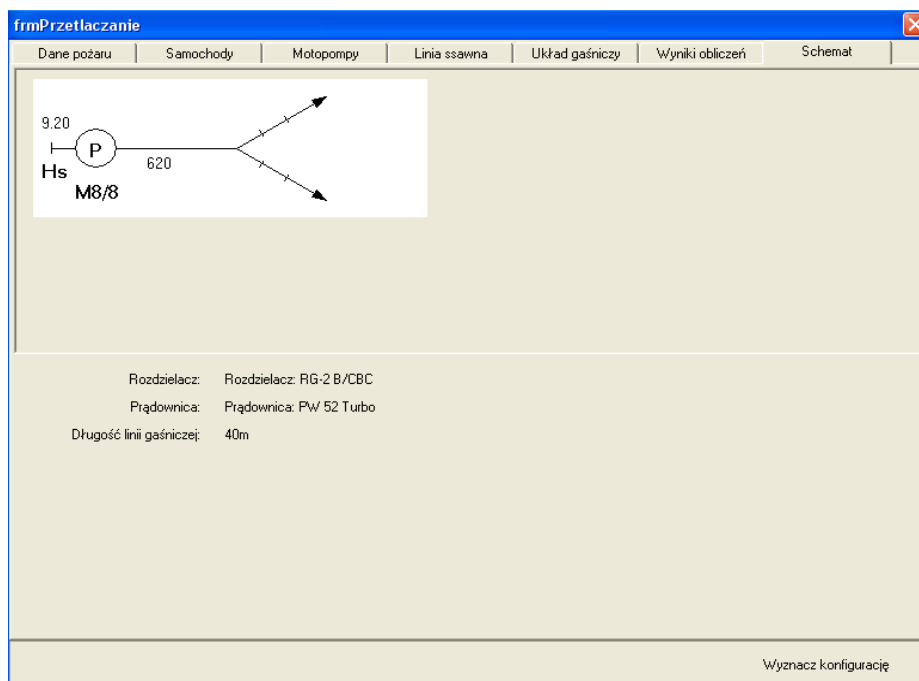 frmPrzetlaczanie
Dane pożaru Samochody Motopompy Linia ssawna Układ gaśniczy Wyniki obliczeń Schemat
9.20
P
620
Hs
M8/8
Rozdzielacz: Rozdzielacz: RG-2 B/CBC
Prądownica: Prądownica: PW 52 Turbo
Długość linii gaśniczej: 40m
Wyznacz konfigurację